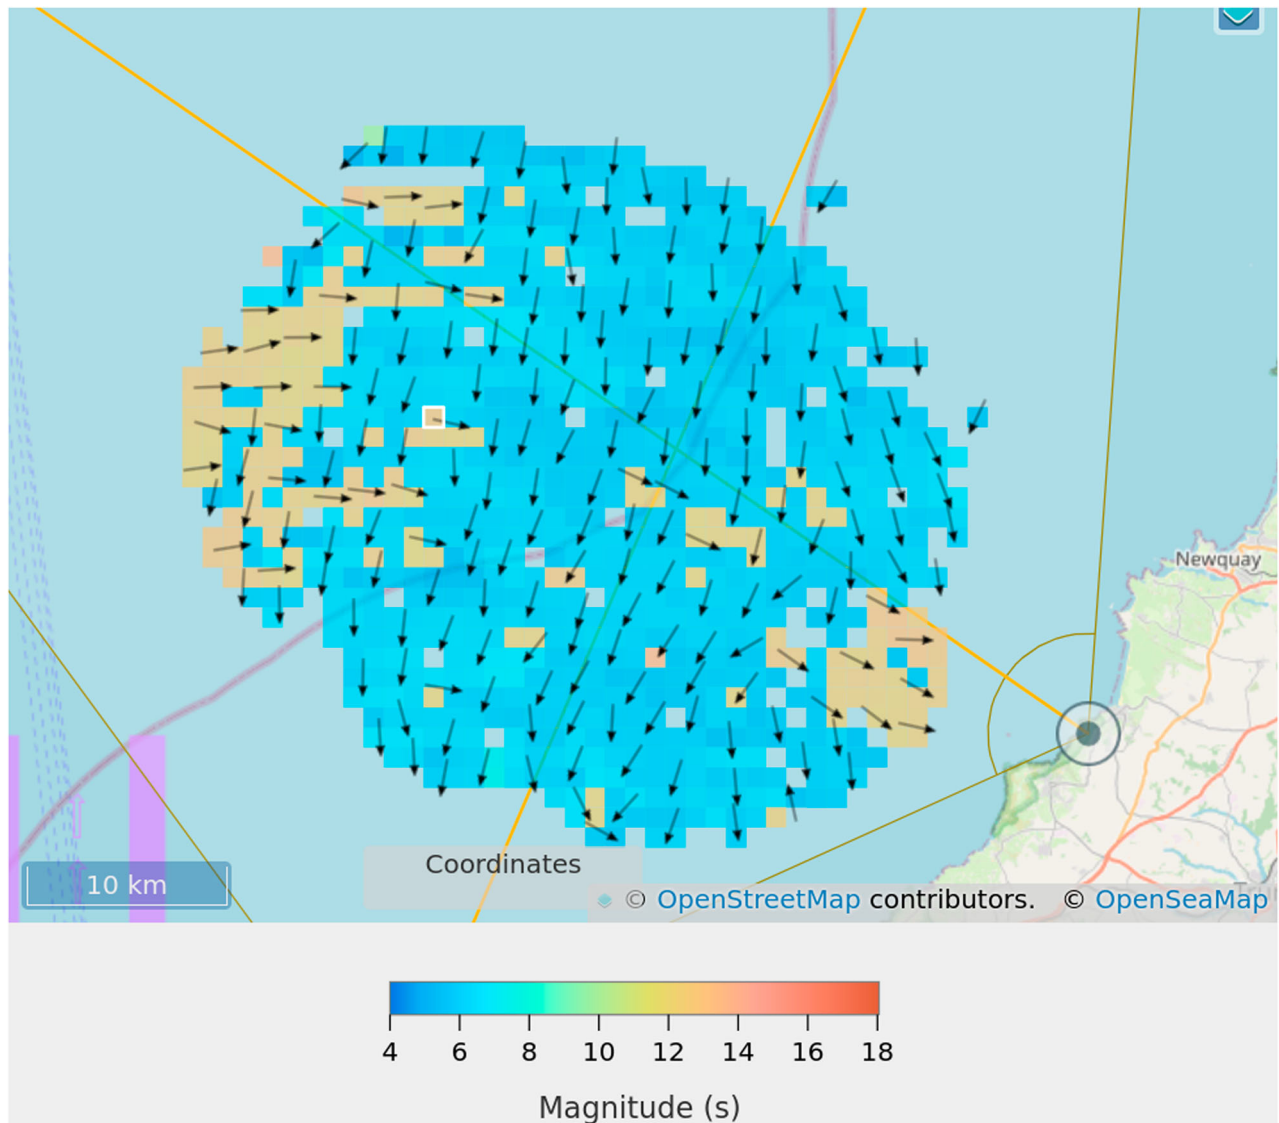 Newquay
Coordinates
10 km
© OpenStreetMap contributors. © OpenSeaMap
4 6 8 10 12 14 16 18
Magnitude (s)